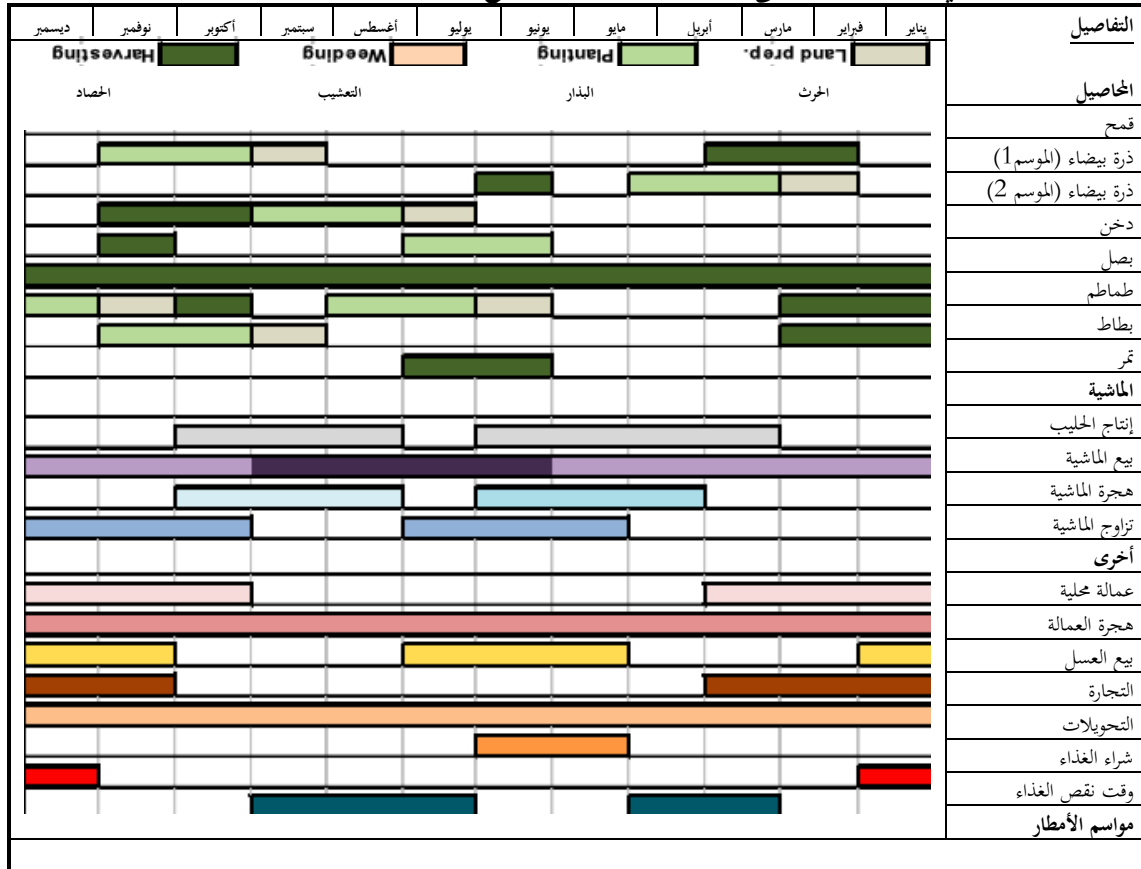 التفاصيل
يناير فبراير مارس أبريل مايو يونيو يوليو أغسطس سبتمبر أكتوبر نوفمبر ديسمبر
Land prep. Planting Weeding Harvesting
المحاصيل الحرث البذار التعشيب الحصاد
قمح
ذرة بيضاء (الموسم1)
ذرة بيضاء (الموسم 2)
دخن
بصل
طماطم
بطاط
تمر
الماشية
إنتاج الحليب
بيع الماشية
هجرة الماشية
تزاوج الماشية
أخرى
عمالة محلية
هجرة العمالة
بيع العسل
التجارة
التحويلات
شراء الغذاء
وقت نقص الغذاء
مواسم الأمطار